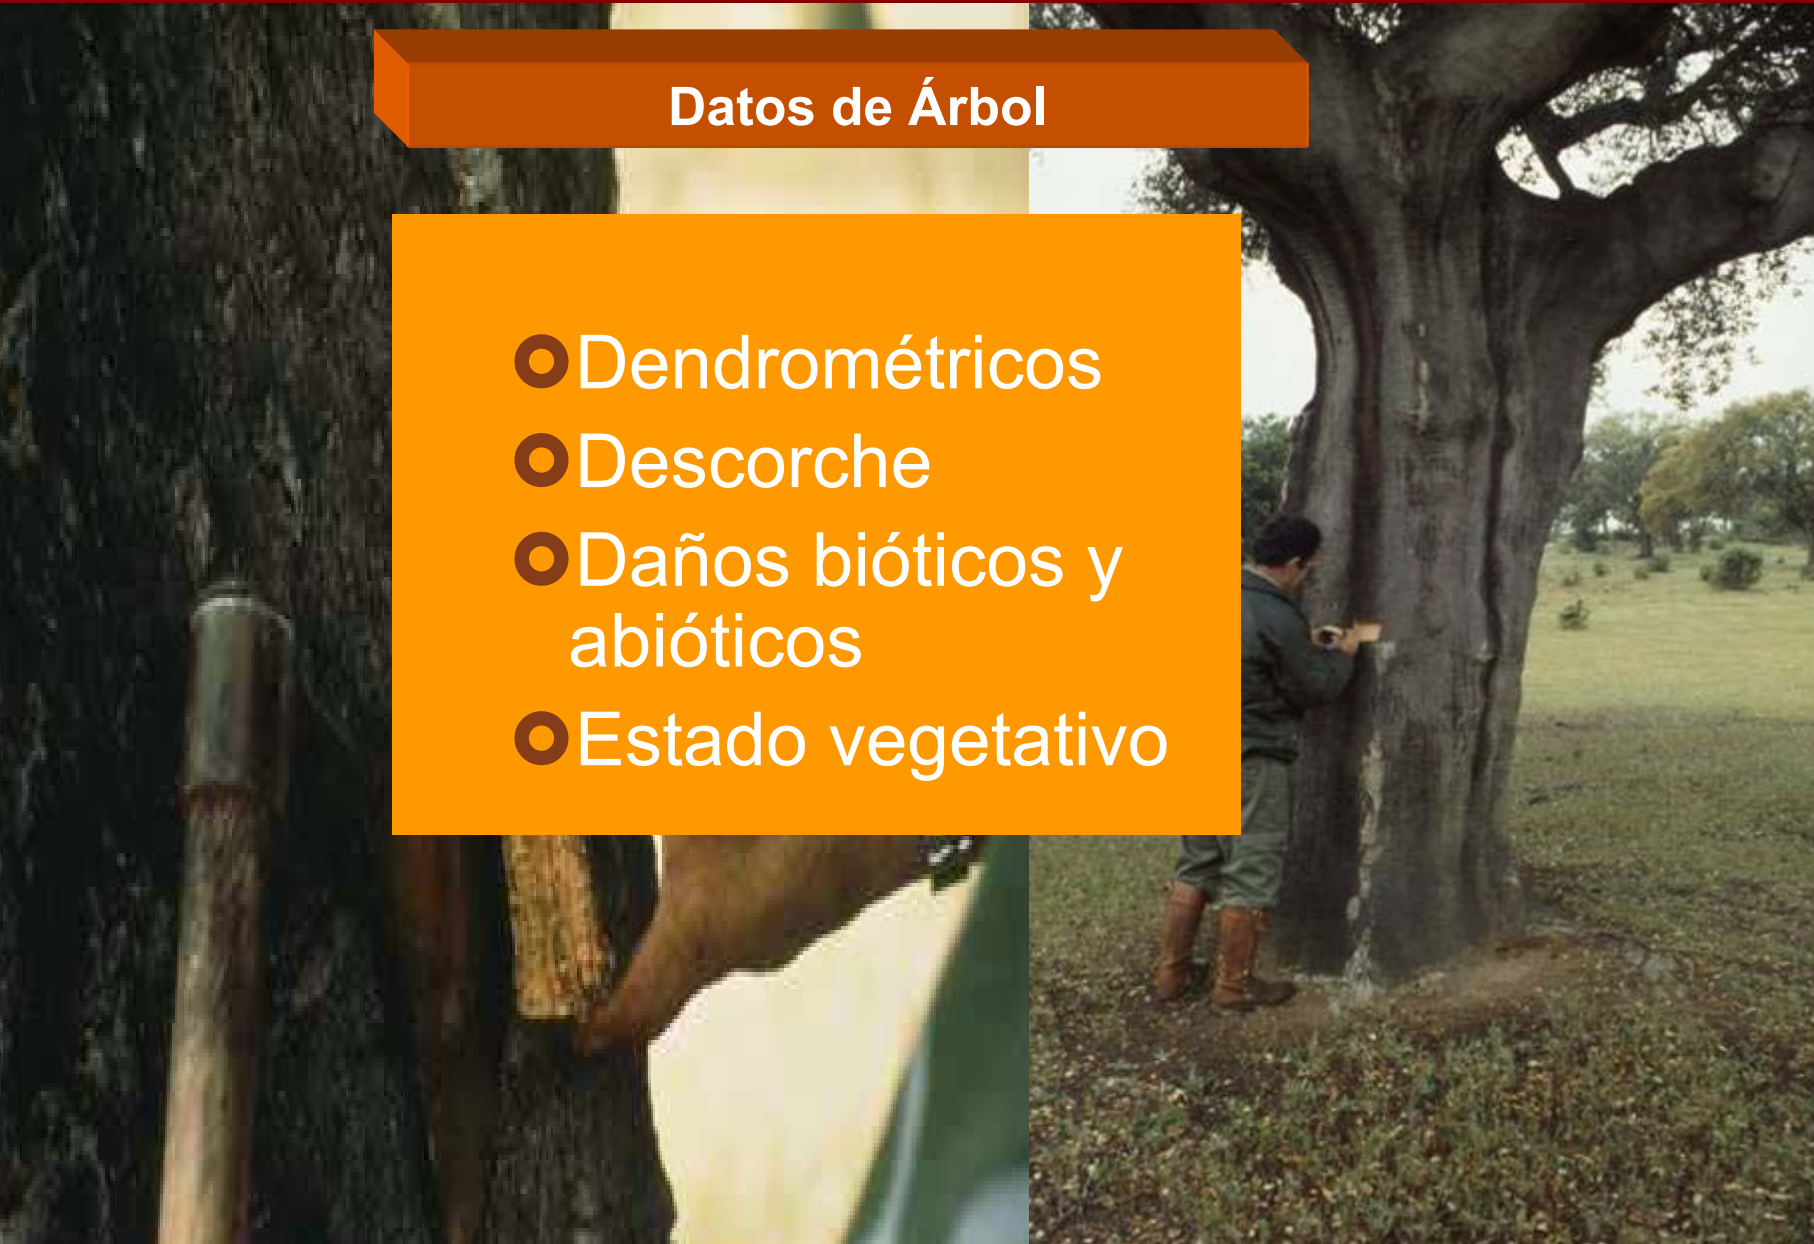 Datos de Árbol
Dendrométricos
Descorche
Daños bióticos y
abióticos
Estado vegetativo